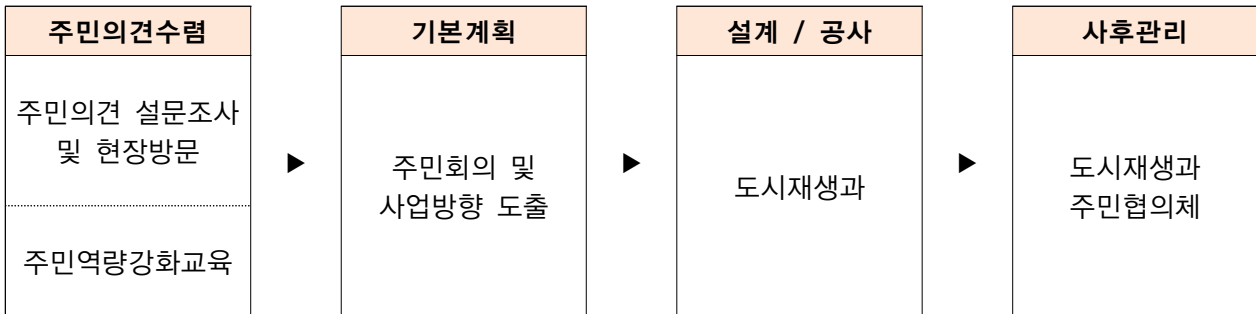 주민의견수렴
주민의견 설문조사
및 현장방문
주민역량강화교육
▶
기본계획
주민회의 및
사업방향 도출
▶
설계 / 공사
도시재생과
▶
사후관리
도시재생과
주민협의체